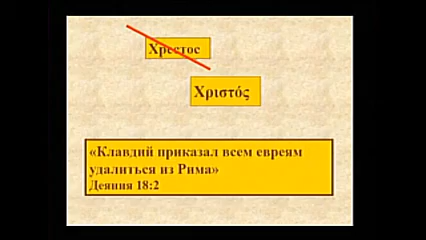 Хрестос
Χριστός
«Клавдий приказал всем евреям
удалиться из Рима»
Деяния 18:2